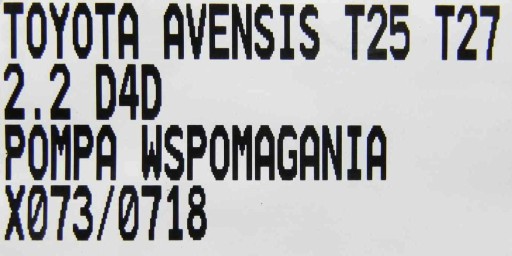 TOYOTA AVENSIS T25 T27
2.2 D4D
POMPA WSPOMAGANIA
X073/0718